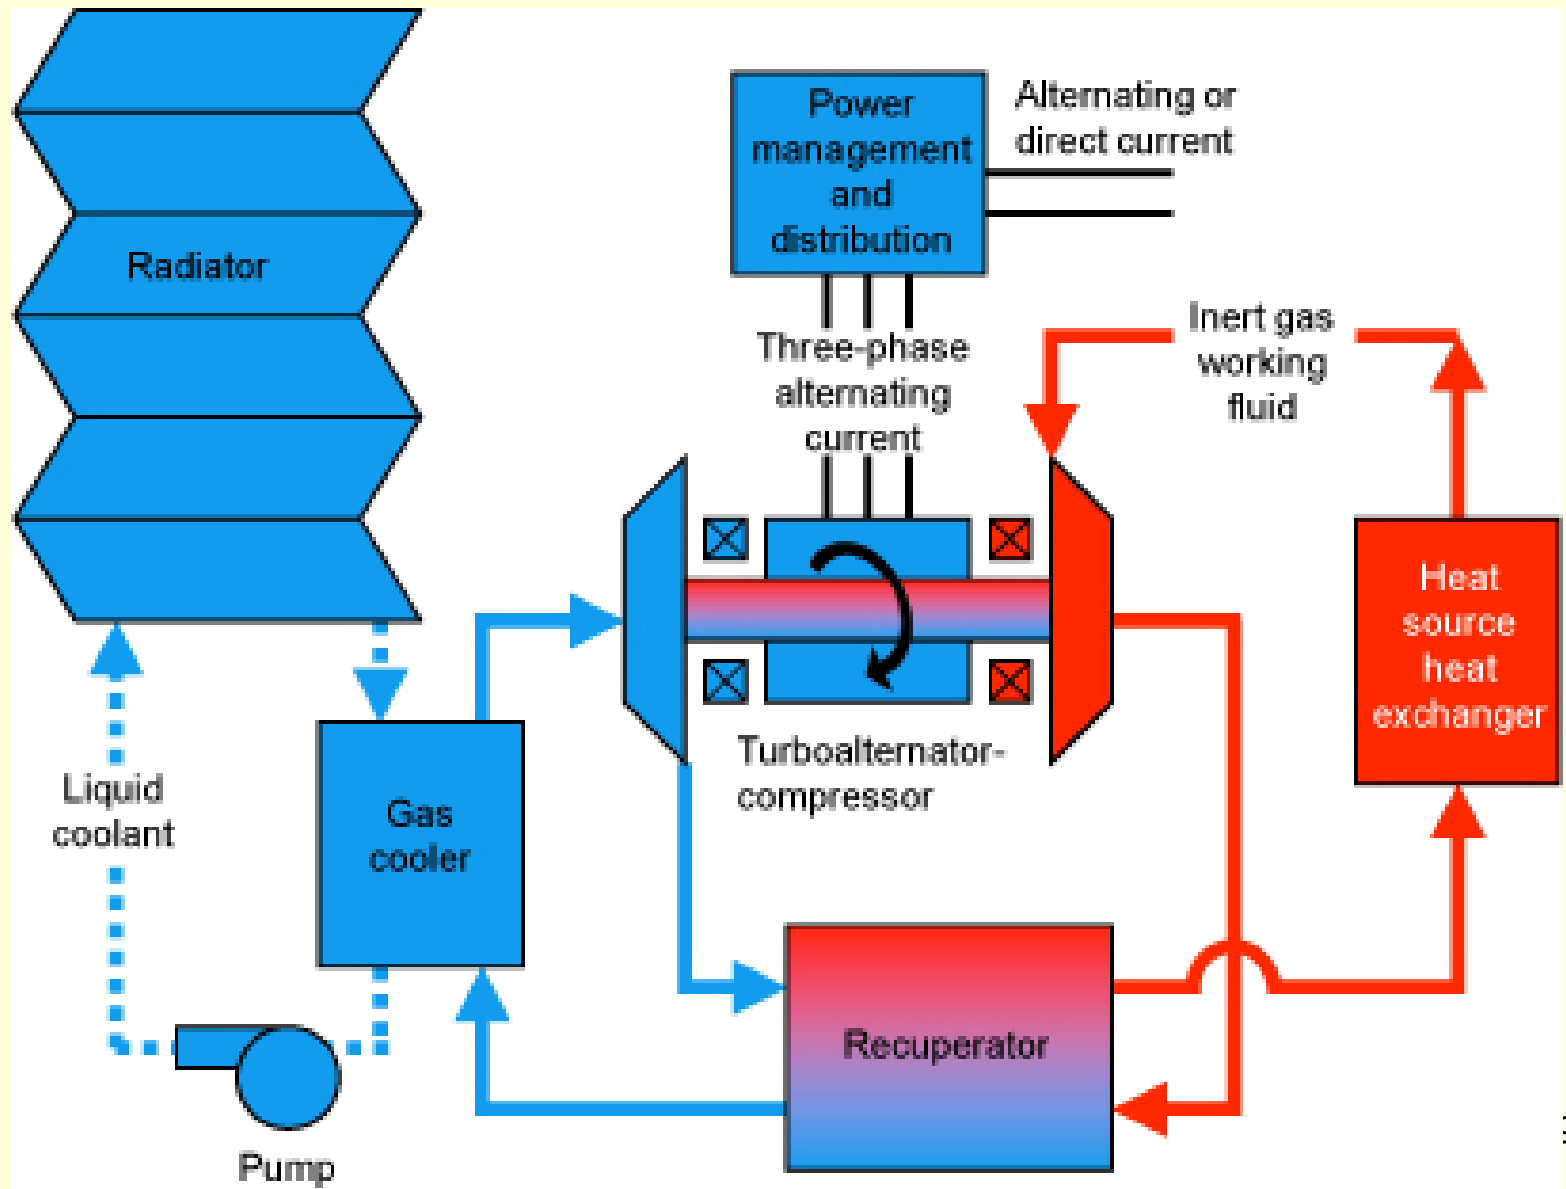 Power
management
and
distribution
Alternating or
direct current
Radiator
Three-phase
alternating
current
Inert gas
working
fluid
Heat
source
heat
exchanger
Turboalternator-
compressor
Liquid
coolant
Gas
cooler
Recuperator
Pump